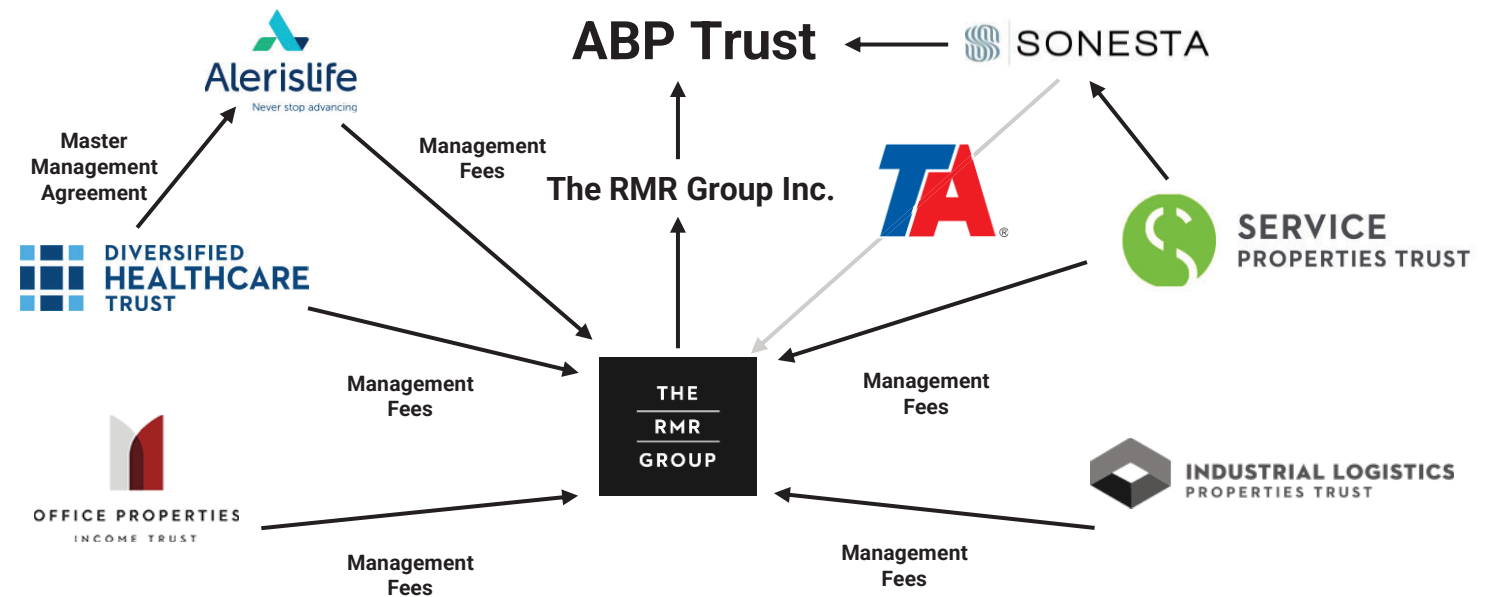 ABP Trust
SONESTA
AlerisLife
Never stop advancing
Master
Management
Agreement
Management
Fees
The RMR Group Inc.
TA
®
SERVICE
PROPERTIES TRUST
DIVERSIFIED
HEALTHCARE
TRUST
Management
Fees
THE
RMR
GROUP
Management
Fees
OFFICE PROPERTIES
INCOME TRUST
INDUSTRIAL LOGISTICS
PROPERTIES TRUST
Management
Fees
Management
Fees